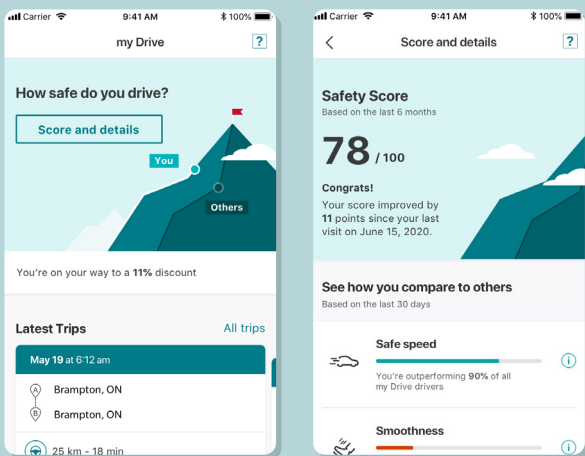 Carrier 9:41 AM 100%
my Drive ?
How safe do you drive?
Score and details
You
Others
You're on your way to a 11% discount
Latest Trips All trips
May 19 at 6:12 am
A Brampton, ON
B Brampton, ON
25 km - 18 min
Carrier 9:41 AM 100%
Score and details ?
Safety Score
Based on the last 6 months
78 / 100
Congrats!
Your score improved by
11 points since your last
visit on June 15, 2020.
See how you compare to others
Based on the last 30 days
Safe speed
i
You're outperforming 90% of all
my Drive drivers
Smoothness
i